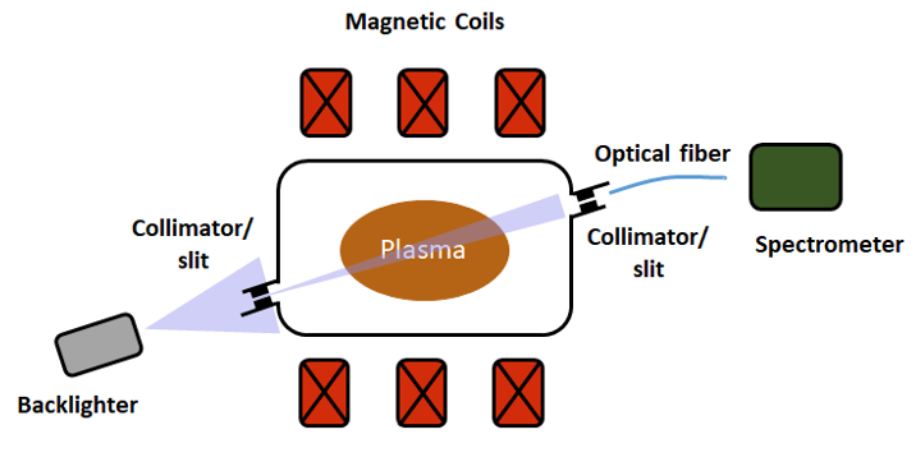 Magnetic Coils
Optical fiber
Collimator/
slit
Plasma
Collimator/
slit
Spectrometer
Backlighter